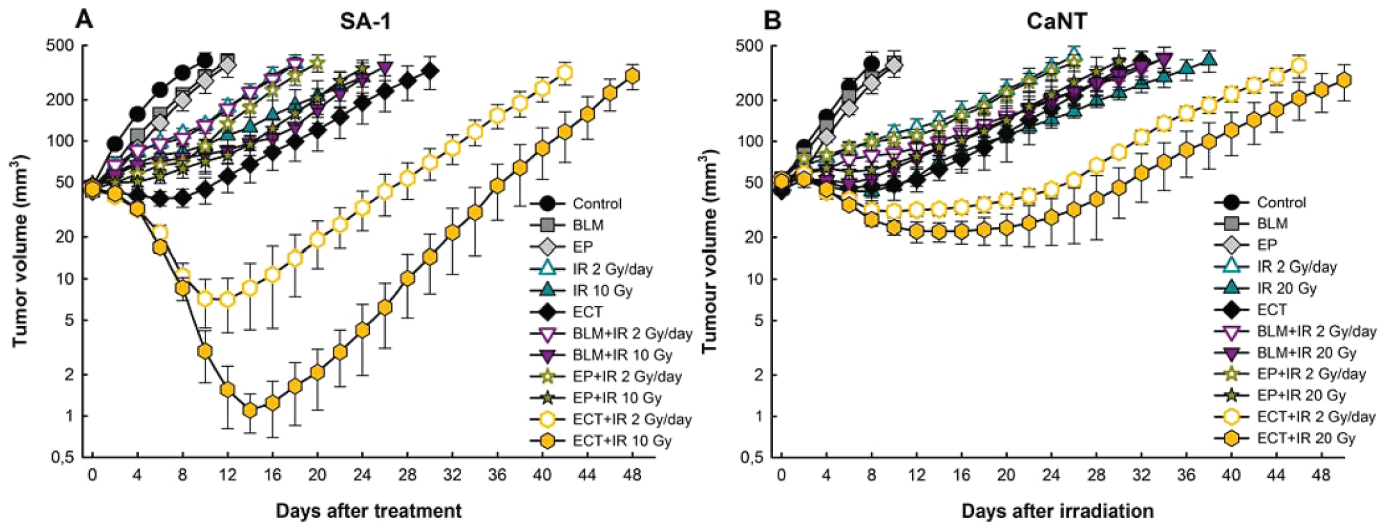 A
SA-1
Tumor volume (mm³)
500
200
100
50
20
10
5
2
1
0,5
0 4 8 12 16 20 24 28 32 36 40 44 48
Days after treatment
Control
BLM
EP
IR 2 Gy/day
IR 10 Gy
ECT
BLM+IR 2 Gy/day
BLM+IR 10 Gy
EP+IR 2 Gy/day
EP+IR 10 Gy
ECT+IR 2 Gy/day
ECT+IR 10 Gy
B
CaNT
Tumour volume (mm³)
500
200
100
50
20
10
5
2
1
0,5
0 4 8 12 16 20 24 28 32 36 40 44 48
Days after irradiation
Control
BLM
EP
IR 2 Gy/day
IR 20 Gy
ECT
BLM+IR 2 Gy/day
BLM+IR 20 Gy
EP+IR 2 Gy/day
EP+IR 20 Gy
ECT+IR 2 Gy/day
ECT+IR 20 Gy